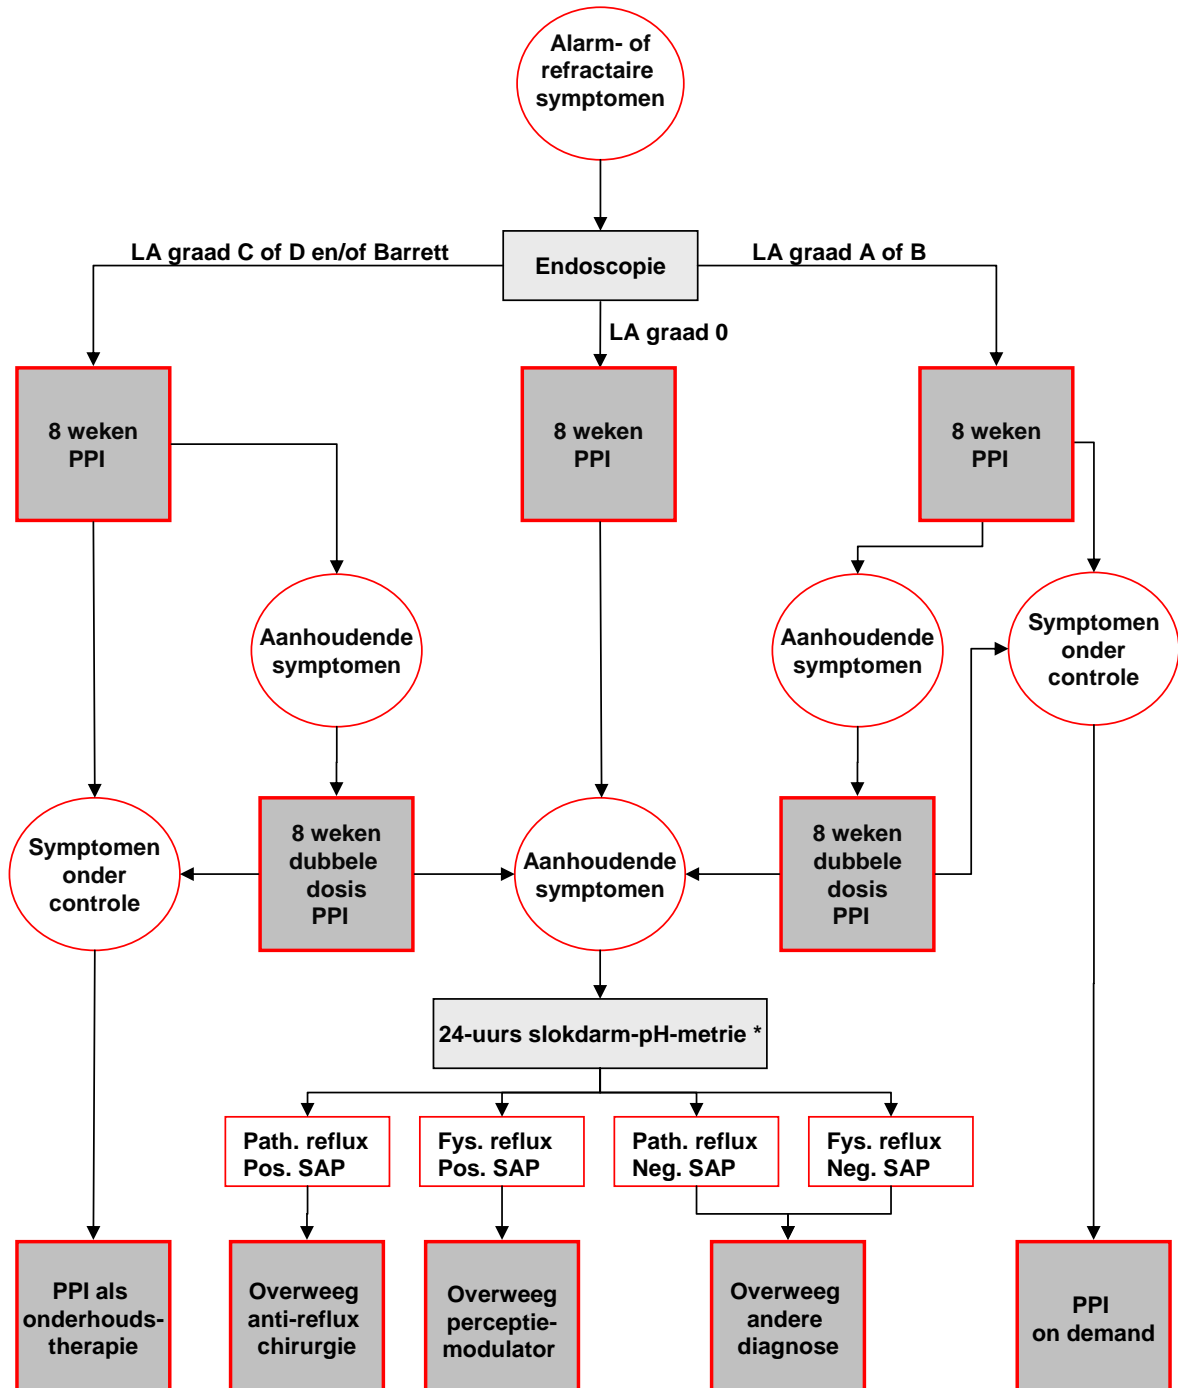 Alarm- of
refractaire
symptomen
LA graad C of D en/of Barrett
Endoscopie
LA graad A of B
LA graad 0
8 weken
PPI
8 weken
PPI
8 weken
PPI
Aanhoudende
symptomen
Aanhoudende
symptomen
Symptomen
onder
controle
Symptomen
onder
controle
8 weken
dubbele
dosis
PPI
Aanhoudende
symptomen
8 weken
dubbele
dosis
PPI
24-uurs slokdarm-pH-metrie *
Path. reflux
Pos. SAP
Fys. reflux
Pos. SAP
Path. reflux
Neg. SAP
Fys. reflux
Neg. SAP
PPI als
onderhouds-
therapie
Overweeg
anti-reflux
chirurgie
Overweeg
perceptie-
modulator
Overweeg
andere
diagnose
PPI
on demand